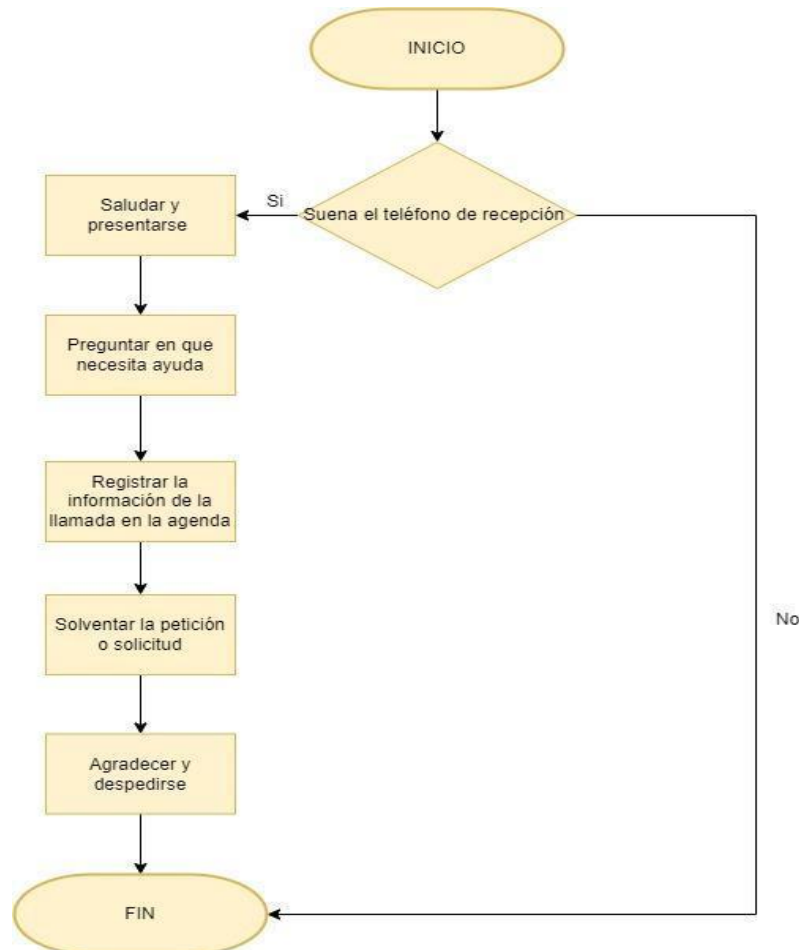 INICIO
Suena el teléfono de recepción
Si
Saludar y
presentarse
Preguntar en que
necesita ayuda
Registrar la
información de la
llamada en la agenda
Solventar la petición
o solicitud
No
Agradecer y
despedirse
FIN